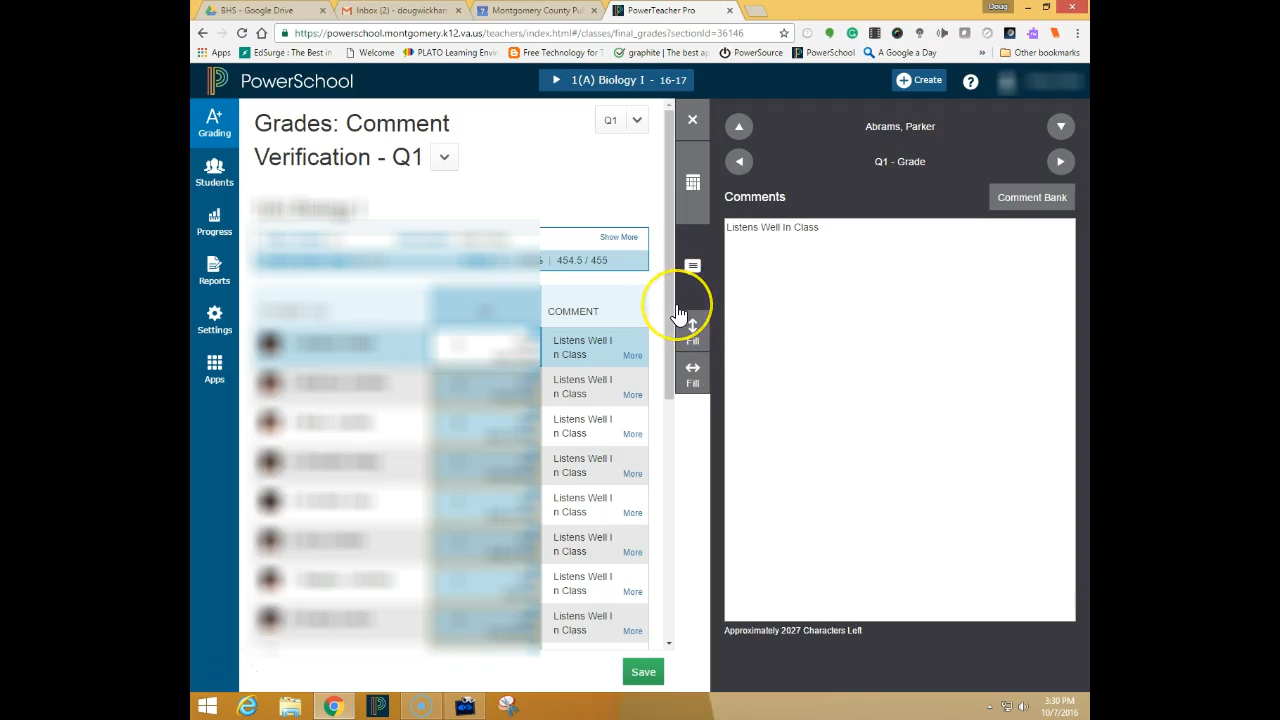 BHS - Google Drive
Inbox (2) - dougwickham
Montgomery County Pul
PowerTeacher Pro
Doug
https://powerschool.montgomery.k12.va.us/teachers/index.html#/classes/final_grades?sectionId=36146
Apps
EdSurge : The Best in
Welcome
PLATO Learning Envir
Free Technology for T
graphite | The best ap
PowerSource
PowerSchool
A Google a Day
»
Other bookmarks
PowerSchool
1(A) Biology I - 16-17
Create
?
A+
Grading
Students
Progress
Reports
Settings
Apps
Grades: Comment
Verification - Q1
Q1
Show More
% | 454.5 / 455
COMMENT
Listens Well I
n Class More
Listens Well I
n Class More
Listens Well I
n Class More
Listens Well I
n Class More
Listens Well I
n Class More
Listens Well I
n Class More
Listens Well I
n Class More
Listens Well I
n Class More
Save
Fill
Fill
Abrams, Parker
Q1 - Grade
Comments
Comment Bank
Listens Well In Class
Approximately 2027 Characters Left
3:30 PM
10/7/2016